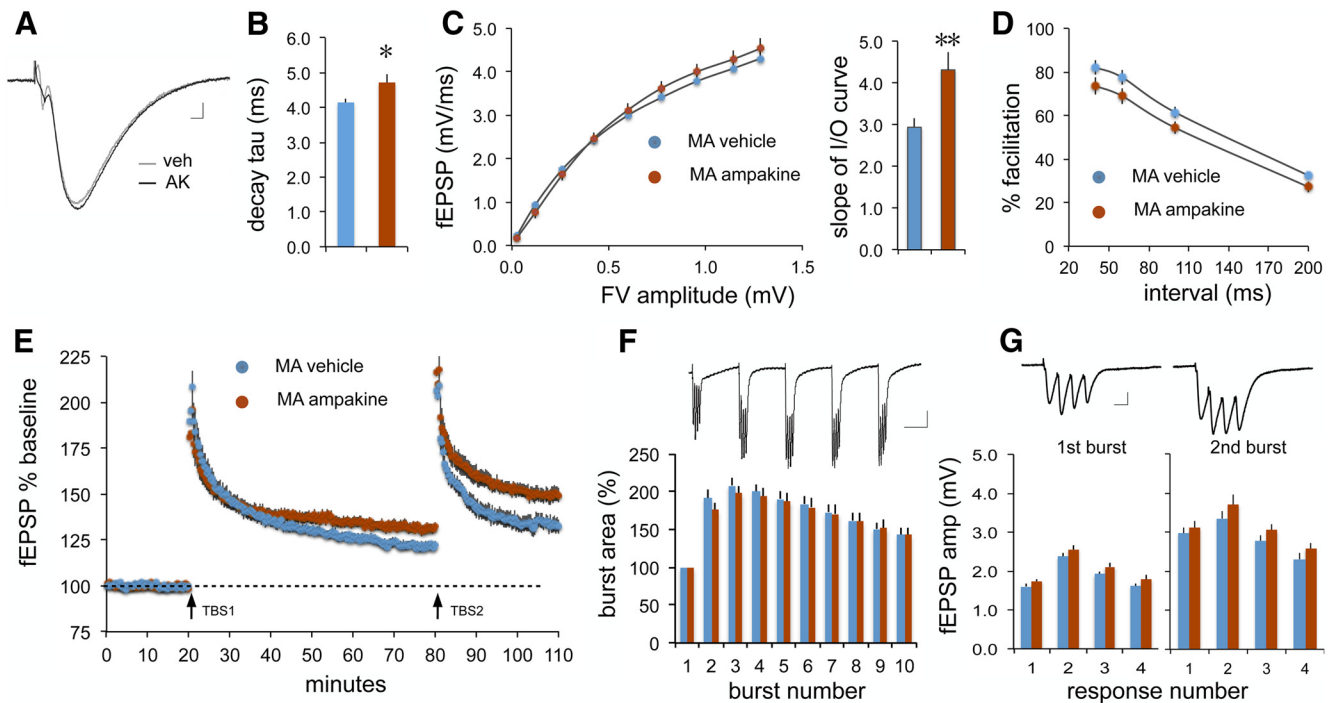 A
veh
AK
B
6.0
5.0
4.0
3.0
4.0
1.0
0.0
decay tau (ms)
*
C
5.0
4.0
3.0
2.0
1.0
0.0
fEPSP (mV/ms)
MA vehicle
MA ampakine
0.0 0.5 1.0 1.5
FV amplitude (mV)
slope of I/O curve
5.0
4.0
3.0
2.0
1.0
0.0
**
D
100
80
60
40
20
0
% facilitation
MA vehicle
MA ampakine
20 50 80 110 140 170 200
interval (ms)
E
225
200
175
150
125
100
75
fEPSP % baseline
MA vehicle
MA ampakine
TBS1
TBS2
0 10 20 30 40 50 60 70 80 90 100 110
minutes
F
250
200
150
100
50
0
burst area (%)
1 2 3 4 5 6 7 8 9 10
burst number
G
1st burst
2nd burst
5.0
4.0
3.0
2.0
1.0
0.0
fEPSP amp (mV)
1 2 3 4 1 2 3 4
response number